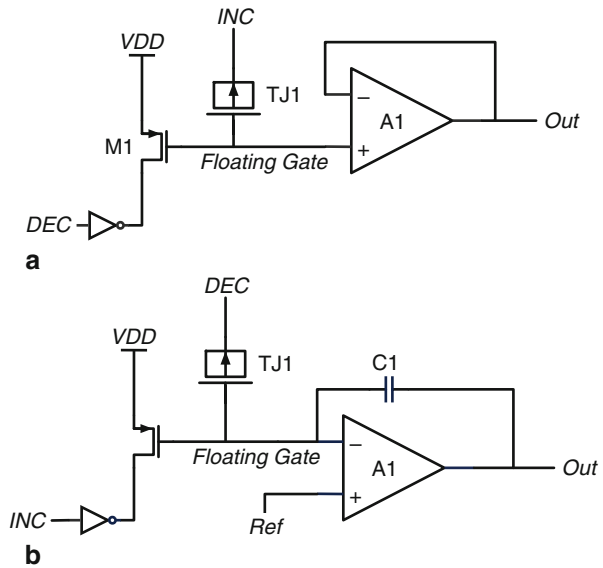 INC
VDD
TJ1
A1
−
+
Out
M1
Floating Gate
DEC
a
DEC
VDD
TJ1
C1
−
+
A1
Floating Gate
Out
INC
Ref
b